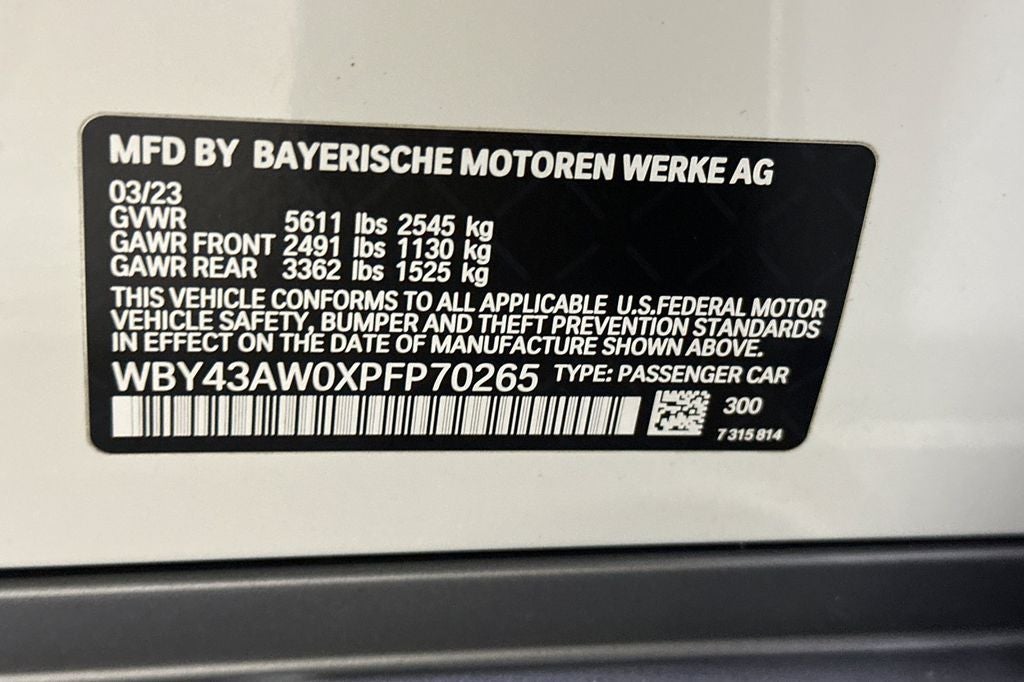 MFD BY BAYERISCHE MOTOREN WERKE AG
03/23
GVWR 5611 lbs 2545 kg
GAWR FRONT 2491 lbs 1130 kg
GAWR REAR 3362 lbs 1525 kg
THIS VEHICLE CONFORMS TO ALL APPLICABLE U.S.FEDERAL MOTOR
VEHICLE SAFETY, BUMPER AND THEFT PREVENTION STANDARDS
IN EFFECT ON THE DATE OF MANUFACTURE SHOWN ABOVE.
WBY43AW0XPFP70265 TYPE: PASSENGER CAR
300
7 315 814